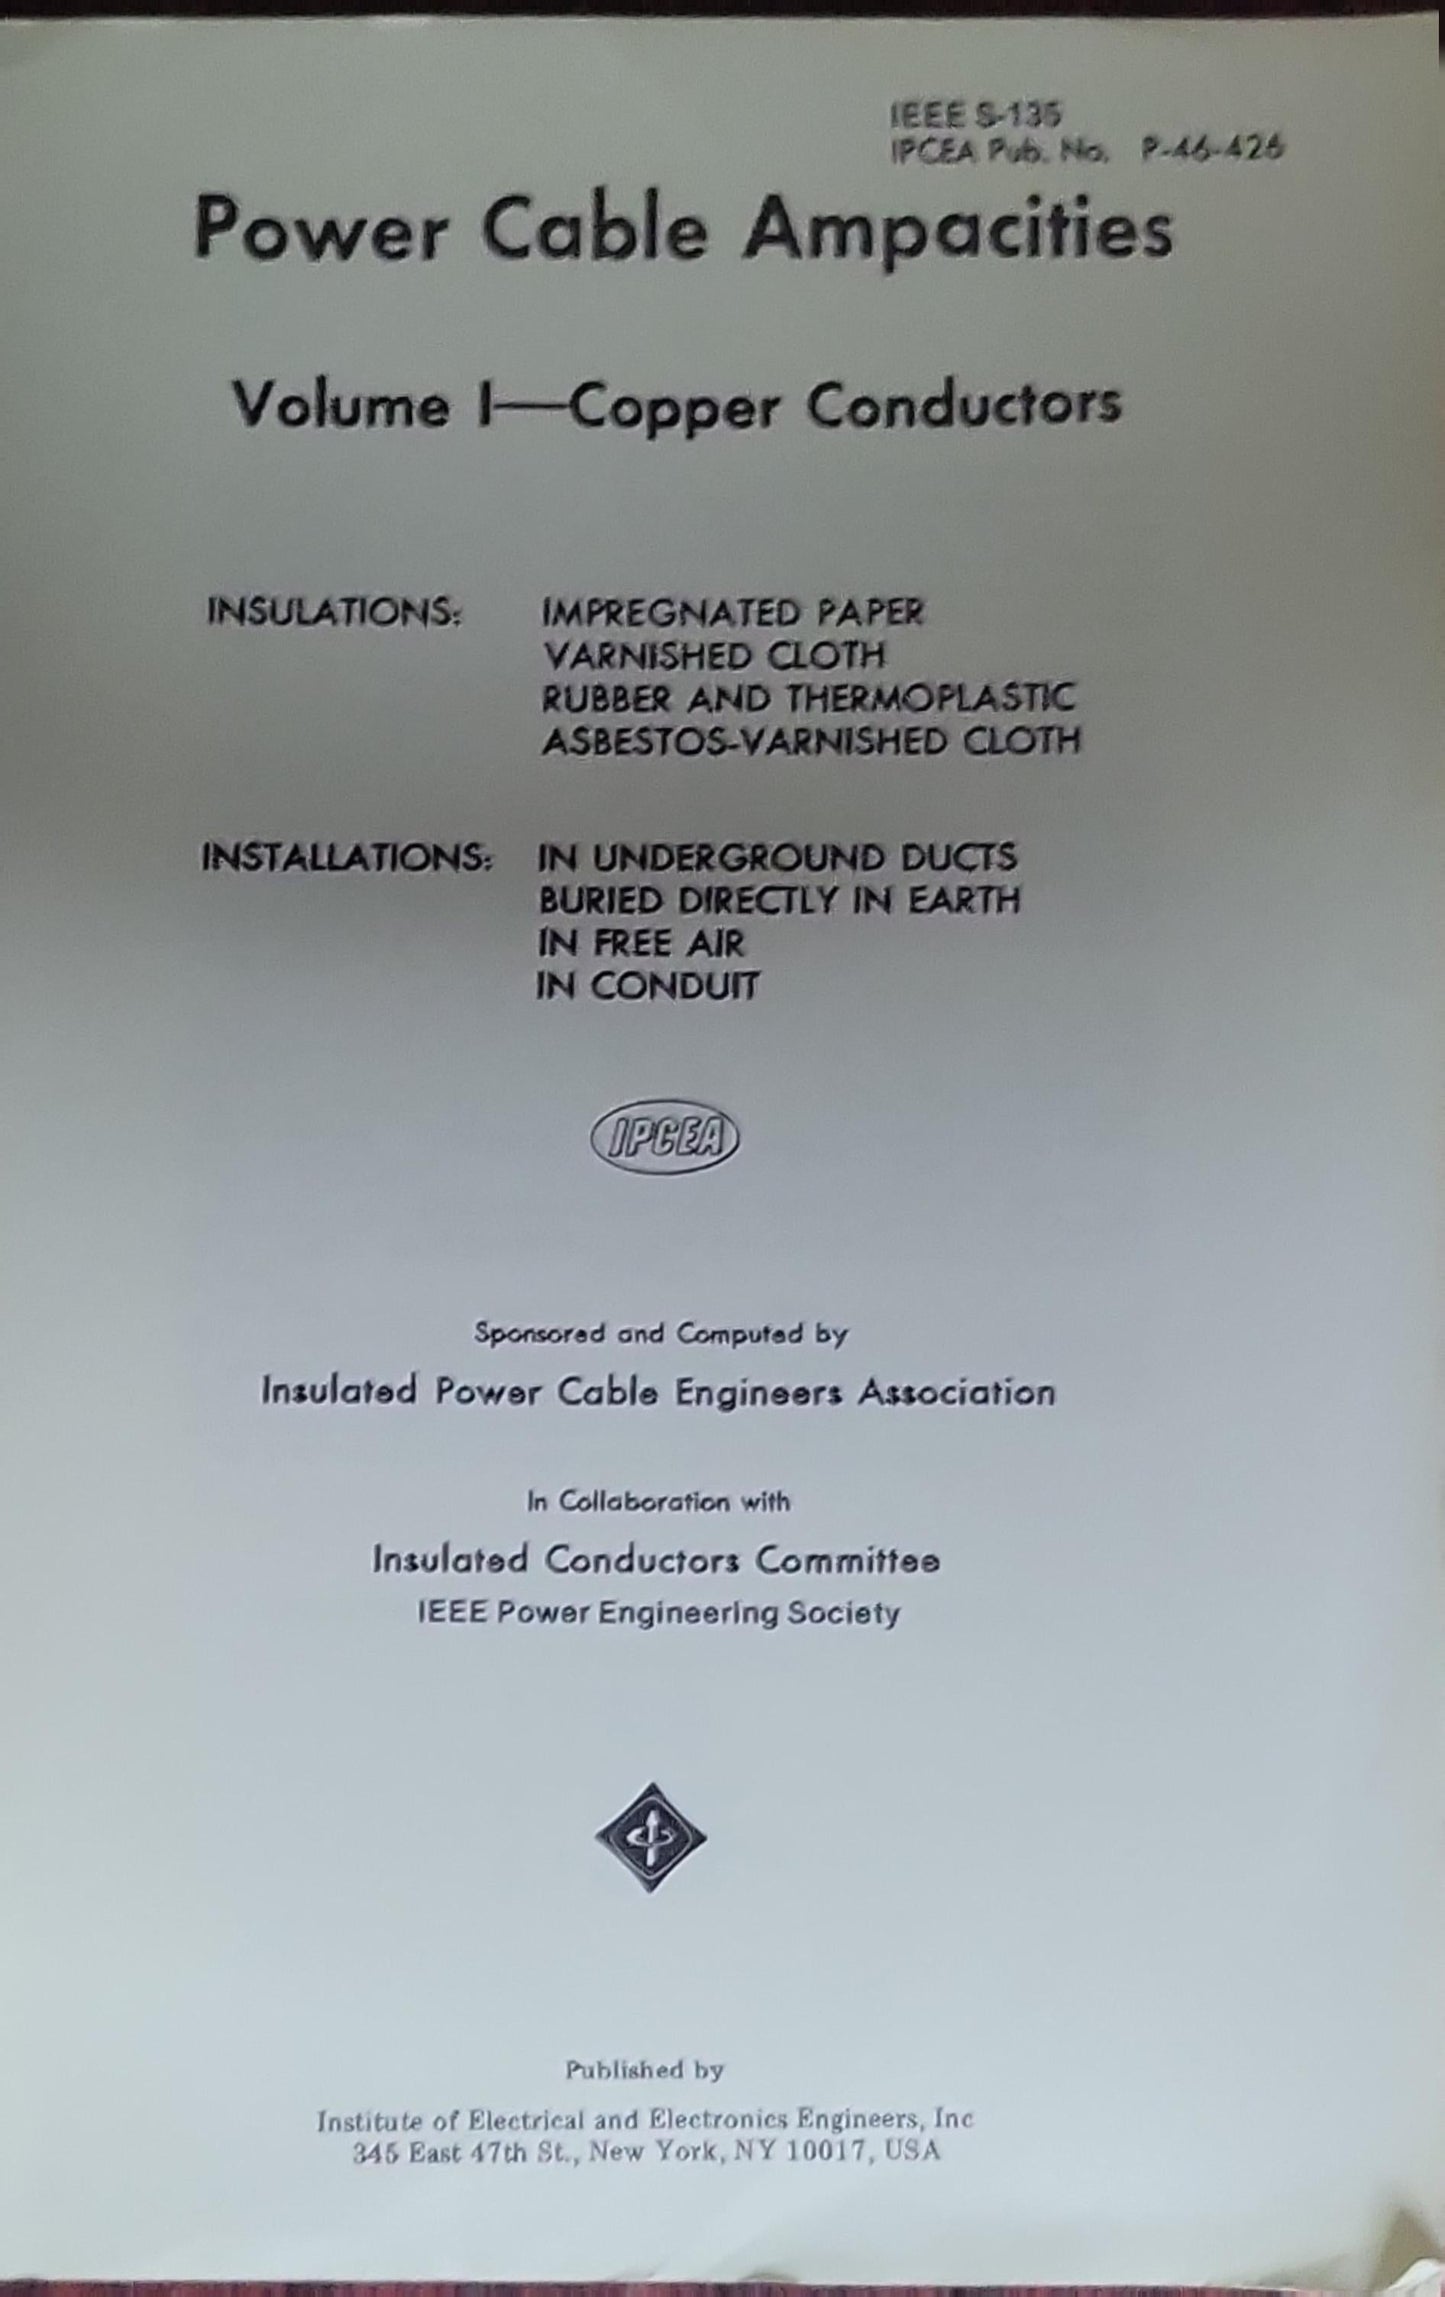 IEEE S-135
IPCEA Pub. No. P-46-426
Power Cable Ampacities
Volume I—Copper Conductors
INSULATIONS: IMPREGNATED PAPER
VARNISHED CLOTH
RUBBER AND THERMOPLASTIC
ASBESTOS-VARNISHED CLOTH
INSTALLATIONS: IN UNDERGROUND DUCTS
BURIED DIRECTLY IN EARTH
IN FREE AIR
IN CONDUIT
IPCEA
Sponsored and Computed by
Insulated Power Cable Engineers Association
In Collaboration with
Insulated Conductors Committee
IEEE Power Engineering Society
Published by
Institute of Electrical and Electronics Engineers, Inc
345 East 47th St., New York, NY 10017, USA